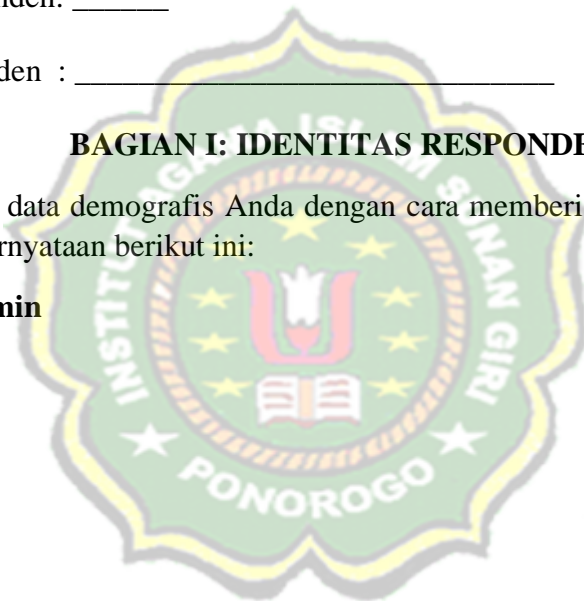 nden: ______
den : ______________________________
BAGIAN I: IDENTITAS RESPONDE
data demografis Anda dengan cara memberi
rnyataan berikut ini:
min
INSTITUT AGAMA ISLAM SUNAN GIRI
PONOROGO